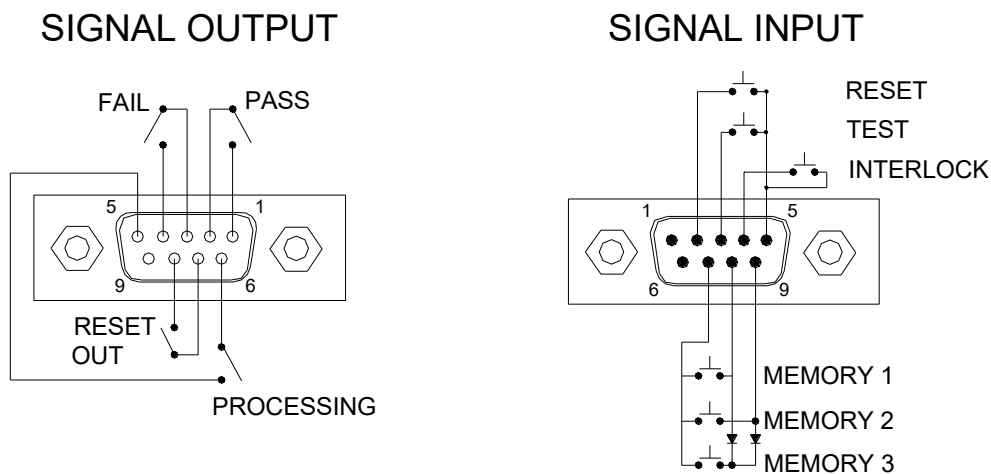 SIGNAL OUTPUT
FAIL
PASS
5
1
9
6
RESET
OUT
PROCESSING
SIGNAL INPUT
RESET
TEST
INTERLOCK
1
5
6
9
MEMORY 1
MEMORY 2
MEMORY 3